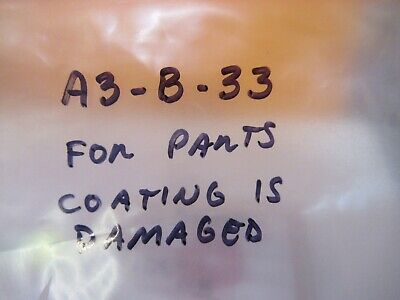 A3-B-33
FOR PARTS
COATING IS
DAMAGED